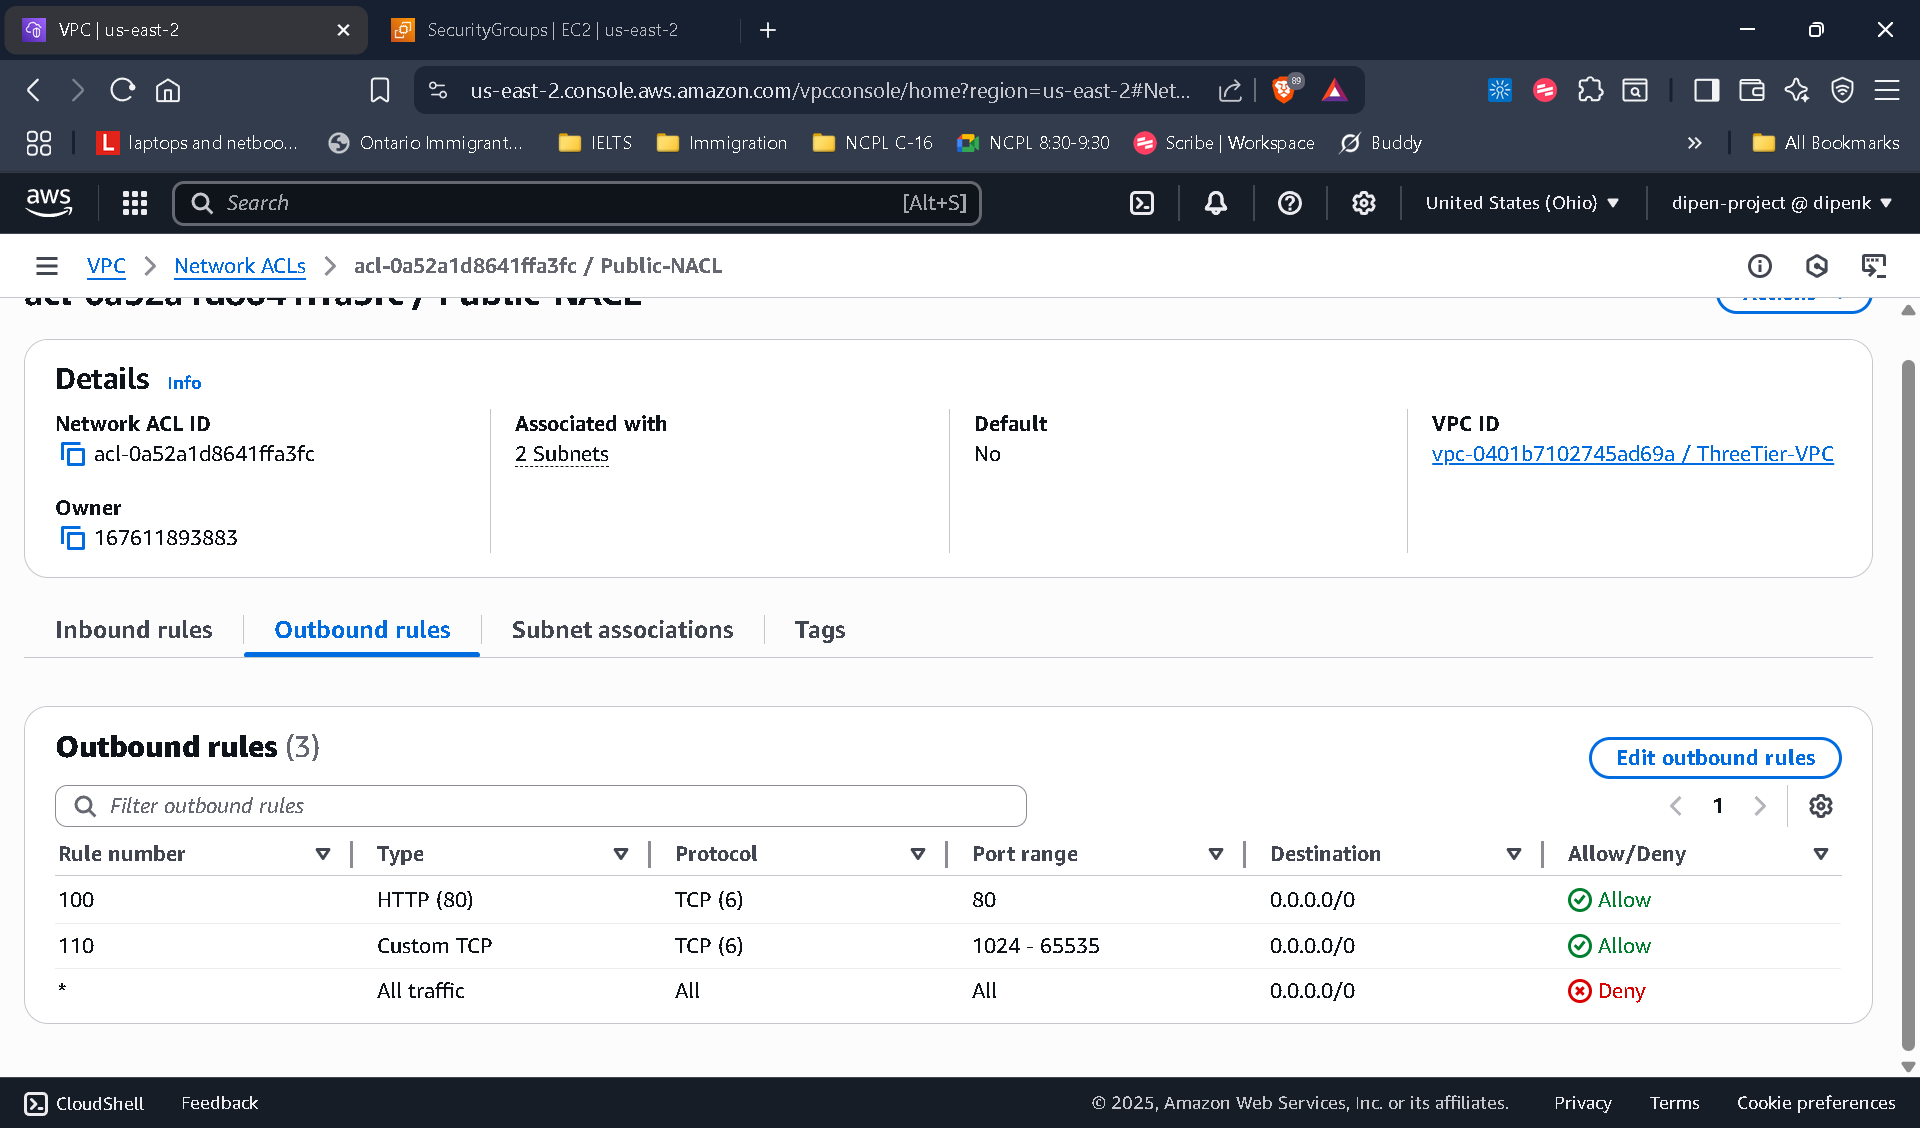 VPC | us-east-2
SecurityGroups | EC2 | us-east-2
us-east-2.console.aws.amazon.com/vpcconsole/home?region=us-east-2#Net...
89
laptops and netboo...
Ontario Immigrant...
IELTS
Immigration
NCPL C-16
NCPL 8:30-9:30
Scribe | Workspace
Buddy
All Bookmarks
aws
Search
[Alt+S]
United States (Ohio)
dipen-project @ dipenk
VPC
Network ACLs
acl-0a52a1d8641ffa3fc / Public-NACL
acl-0a52a1d8641ffa3fc / Public-NACL
Actions
Details Info
Network ACL ID
acl-0a52a1d8641ffa3fc
Associated with
2 Subnets
Default
No
VPC ID
vpc-0401b7102745ad69a / ThreeTier-VPC
Owner
167611893883
Inbound rules
Outbound rules
Subnet associations
Tags
Outbound rules (3)
Edit outbound rules
Filter outbound rules
1
Rule number Type Protocol Port range Destination Allow/Deny
100 HTTP (80) TCP (6) 80 0.0.0.0/0 Allow
110 Custom TCP TCP (6) 1024 - 65535 0.0.0.0/0 Allow
* All traffic All All 0.0.0.0/0 Deny
CloudShell
Feedback
© 2025, Amazon Web Services, Inc. or its affiliates.
Privacy
Terms
Cookie preferences